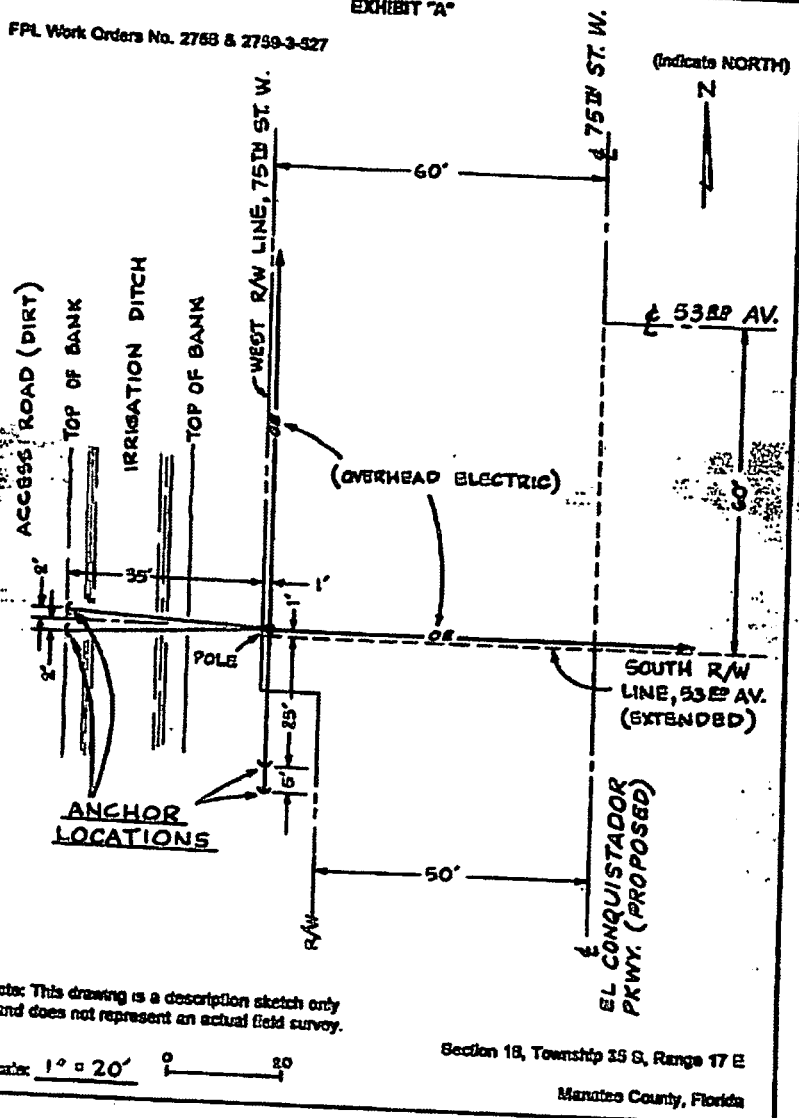 EXHIBIT "A"
FPL Work Orders No. 2768 & 2759-3-527
(Indicate NORTH)
N
75TH ST. W.
60'
WEST R/W LINE, 75TH ST. W.
℄ 53RD AV.
60'
ACCESS ROAD (DIRT)
TOP OF BANK
IRRIGATION DITCH
TOP OF BANK
OE
(OVERHEAD ELECTRIC)
35'
1'
1'
2'
2'
POLE
OE
SOUTH R/W
LINE, 53RD AV.
(EXTENDED)
25'
5'
ANCHOR
LOCATIONS
50'
R/W
℄
EL CONQUISTADOR
PKWY. (PROPOSED)
This drawing is a description sketch only
and does not represent an actual field survey.
1" = 20'
0 20
Section 18, Township 35 S, Range 17 E
Manatee County, Florida